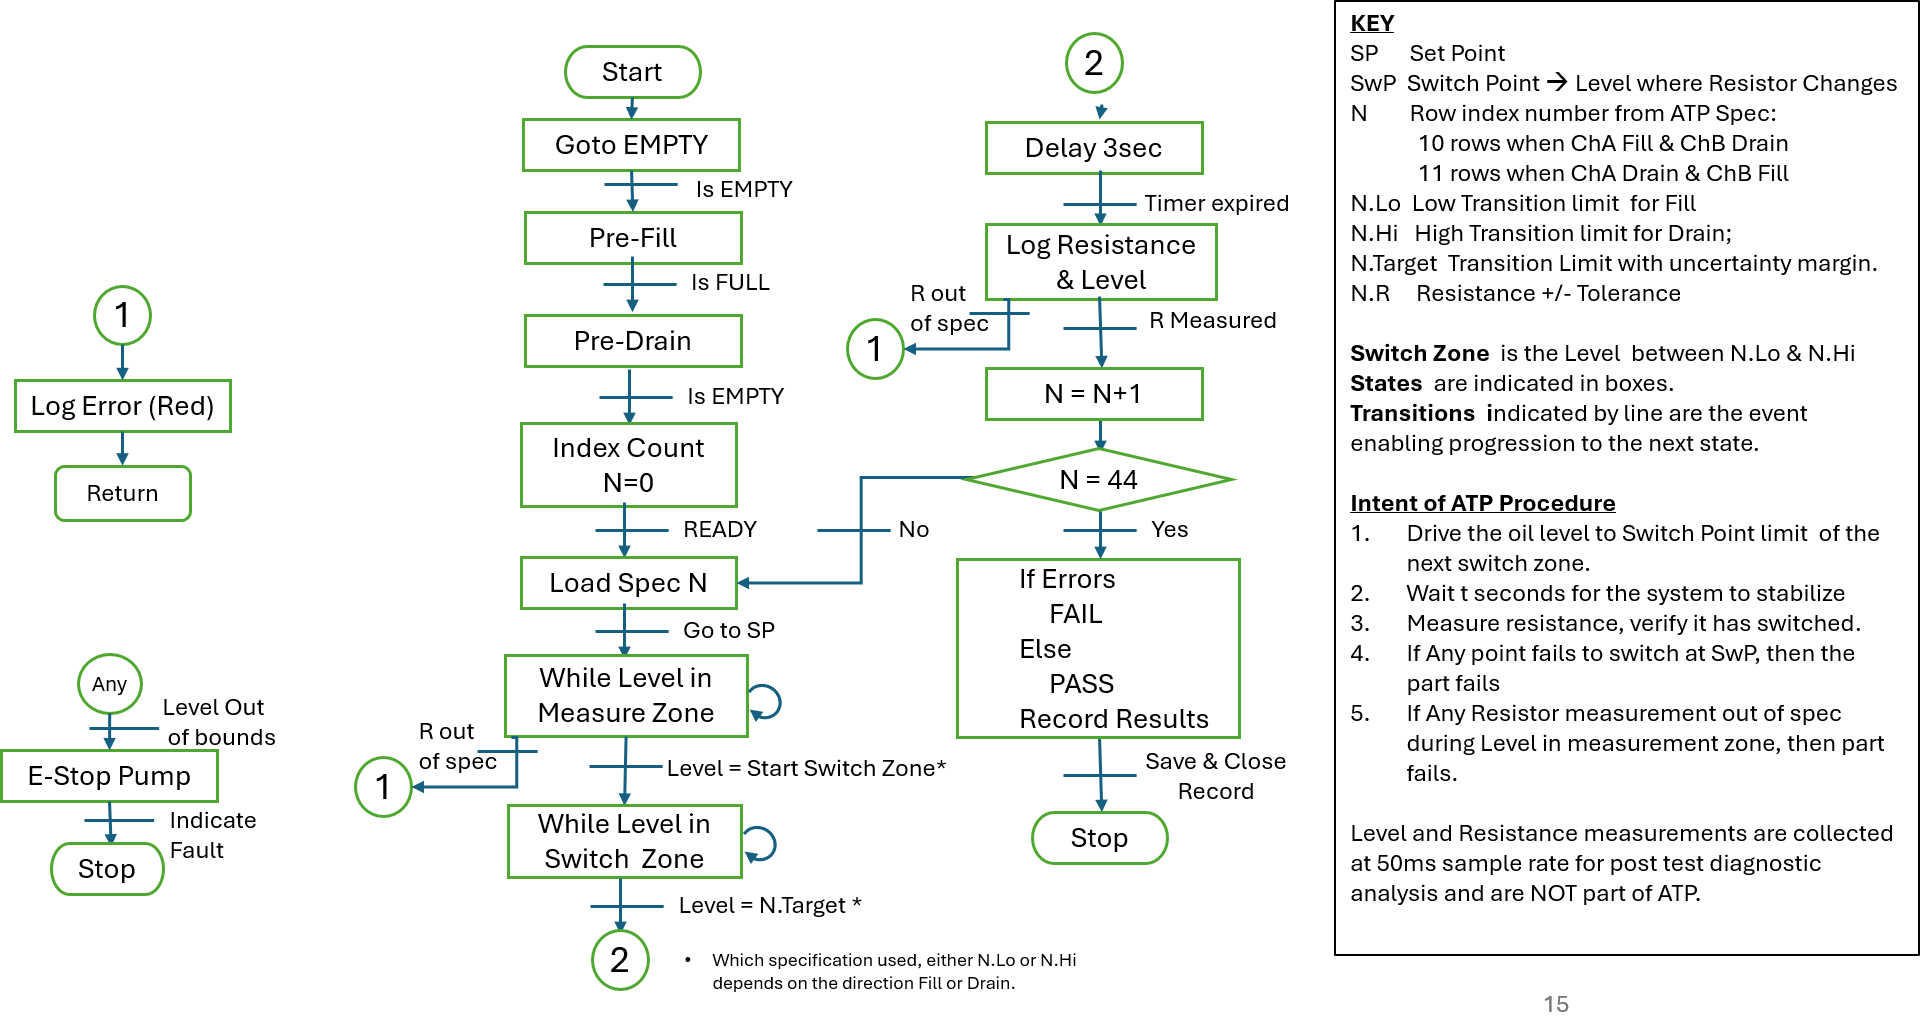 Start
Goto EMPTY
Is EMPTY
Pre-Fill
Is FULL
Pre-Drain
Is EMPTY
Index Count
N=0
READY
Load Spec N
Go to SP
While Level in
Measure Zone
R out
of spec
1
Level = Start Switch Zone*
While Level in
Switch Zone
Level = N.Target *
2
• Which specification used, either N.Lo or N.Hi
depends on the direction Fill or Drain.
1
Log Error (Red)
Return
Any
Level Out
of bounds
E-Stop Pump
Indicate
Fault
Stop
2
Delay 3sec
Timer expired
Log Resistance
& Level
R out
of spec
1
R Measured
N = N+1
N = 44
No
Yes
If Errors
FAIL
Else
PASS
Record Results
Save & Close
Record
Stop
KEY
SP Set Point
SwP Switch Point → Level where Resistor Changes
N Row index number from ATP Spec:
10 rows when ChA Fill & ChB Drain
11 rows when ChA Drain & ChB Fill
N.Lo Low Transition limit for Fill
N.Hi High Transition limit for Drain;
N.Target Transition Limit with uncertainty margin.
N.R Resistance +/- Tolerance
Switch Zone is the Level between N.Lo & N.Hi
States are indicated in boxes.
Transitions indicated by line are the event
enabling progression to the next state.
Intent of ATP Procedure
1. Drive the oil level to Switch Point limit of the
next switch zone.
2. Wait t seconds for the system to stabilize
3. Measure resistance, verify it has switched.
4. If Any point fails to switch at SwP, then the
part fails
5. If Any Resistor measurement out of spec
during Level in measurement zone, then part
fails.
Level and Resistance measurements are collected
at 50ms sample rate for post test diagnostic
analysis and are NOT part of ATP.
15